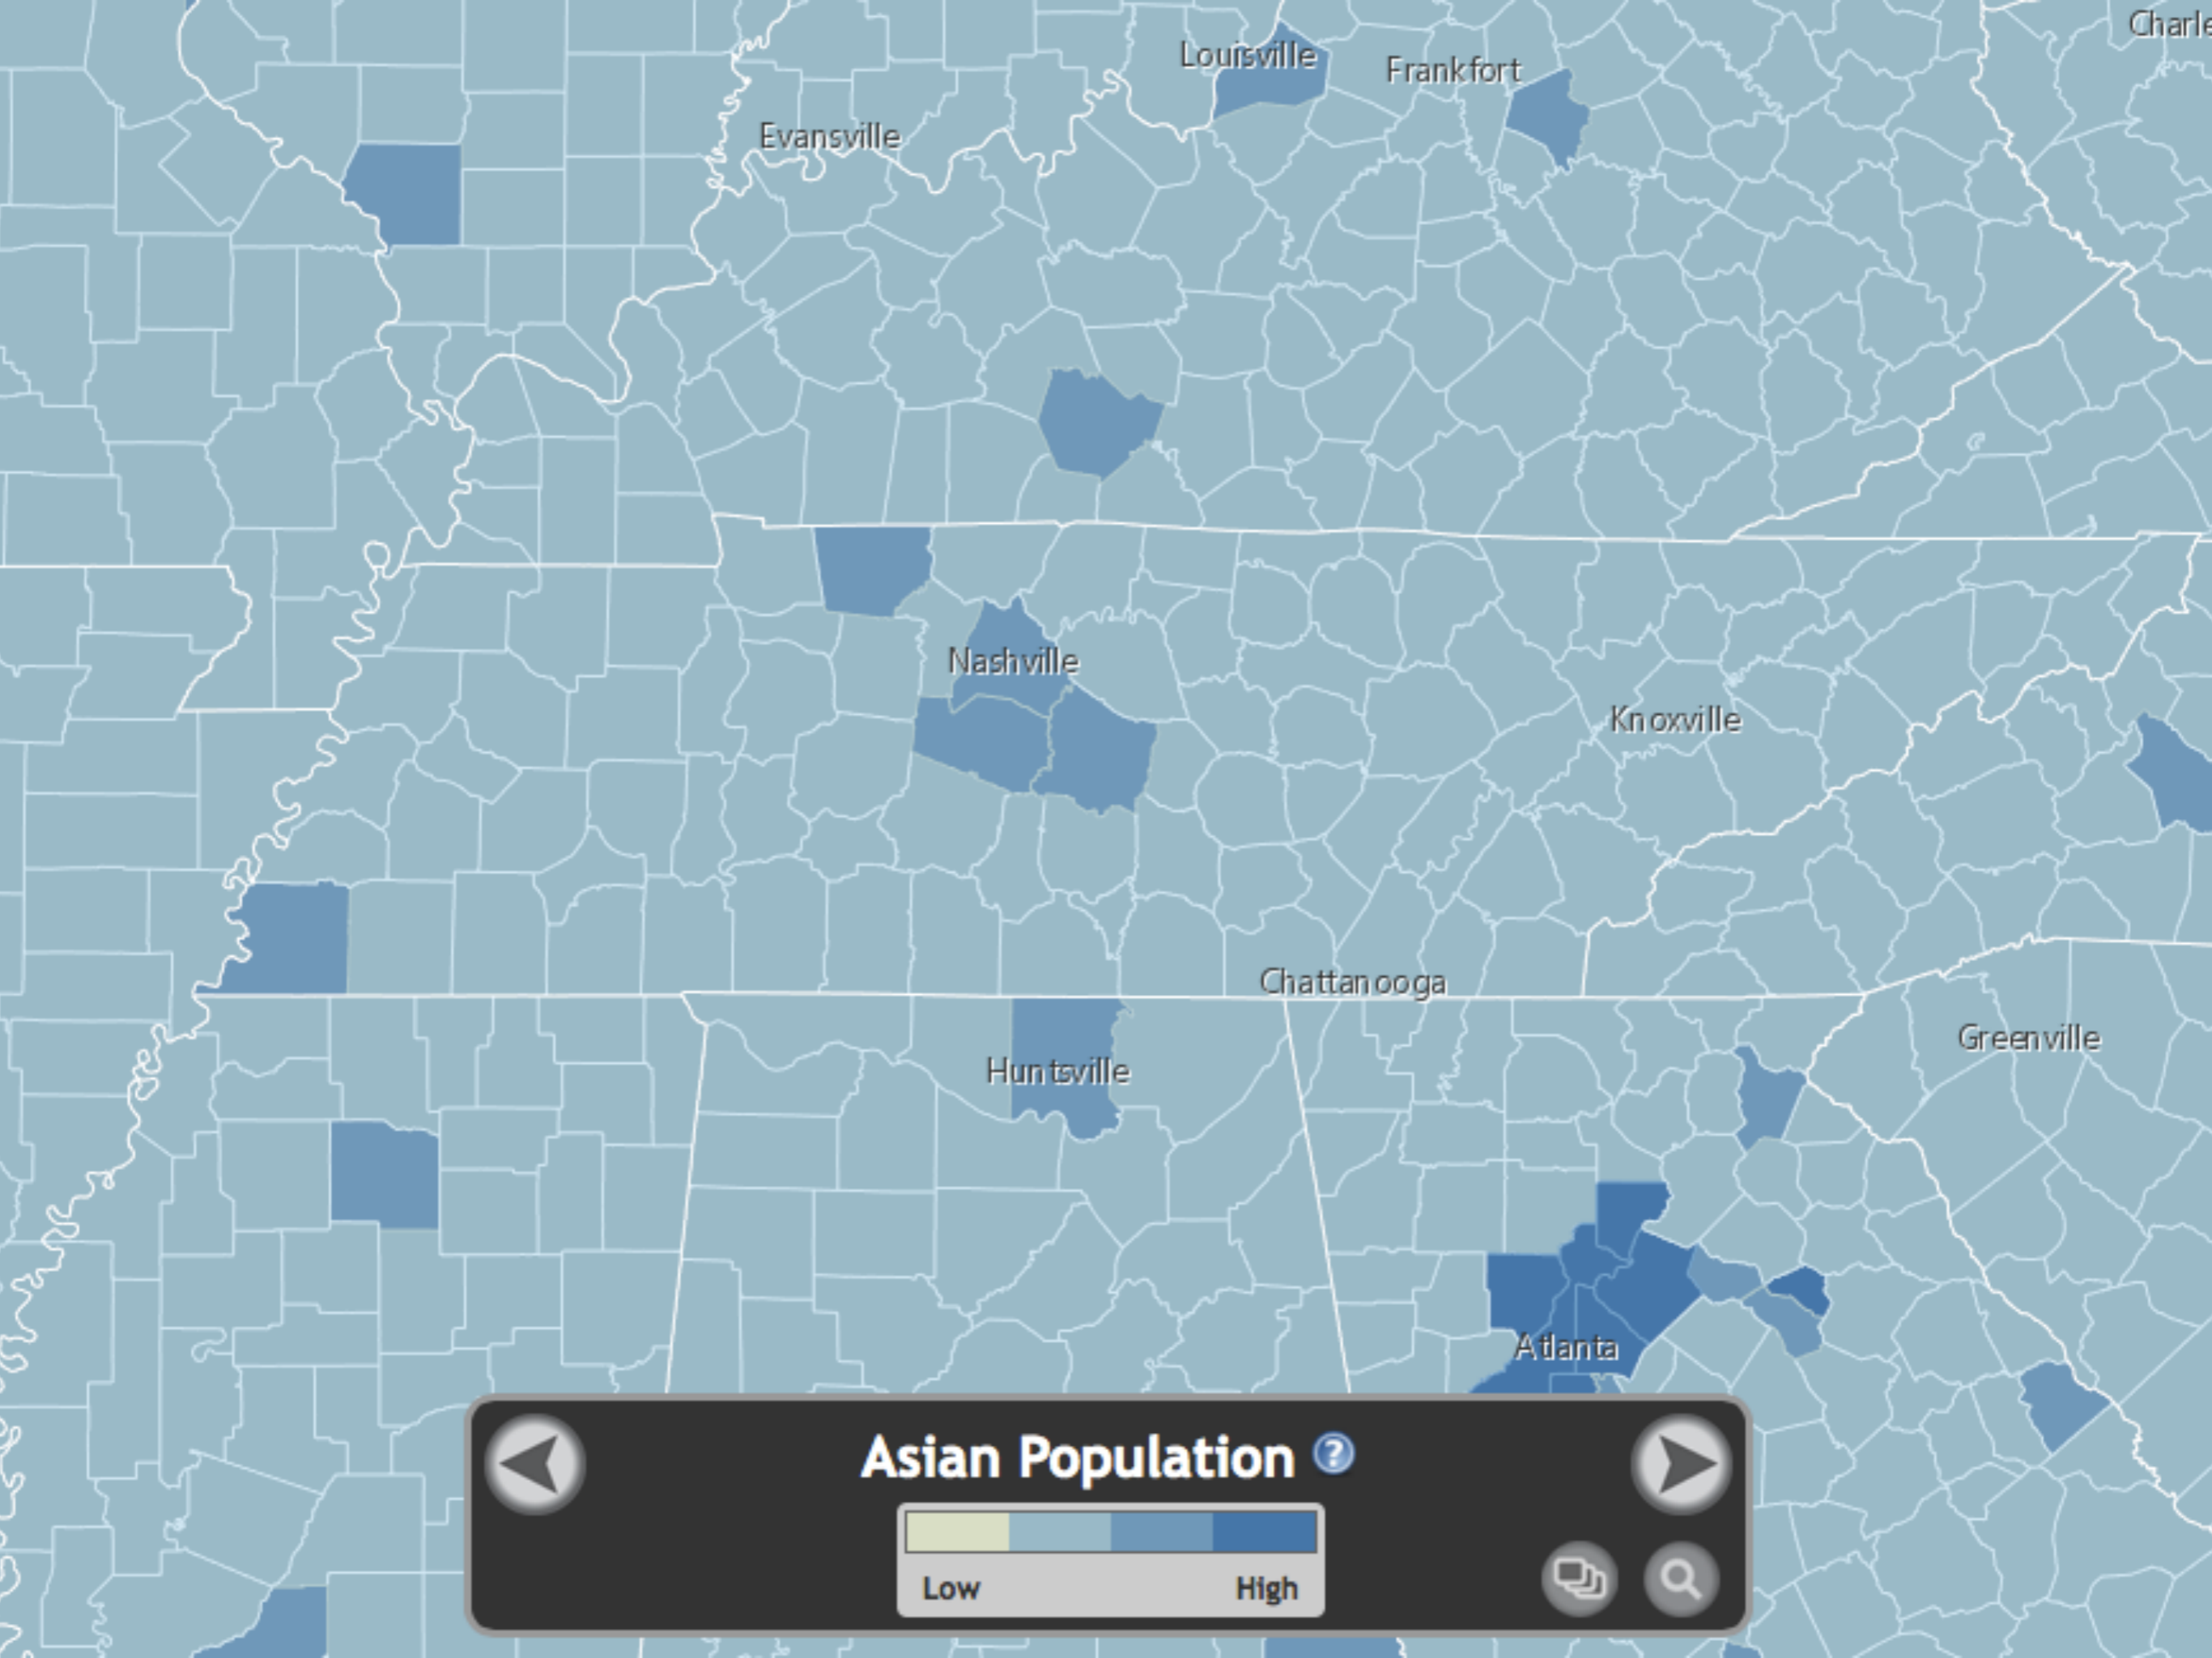 Charle
Louisville
Frankfort
Evansville
Nashville
Knoxville
Chattanooga
Greenville
Huntsville
Atlanta
Asian Population ?
Low High